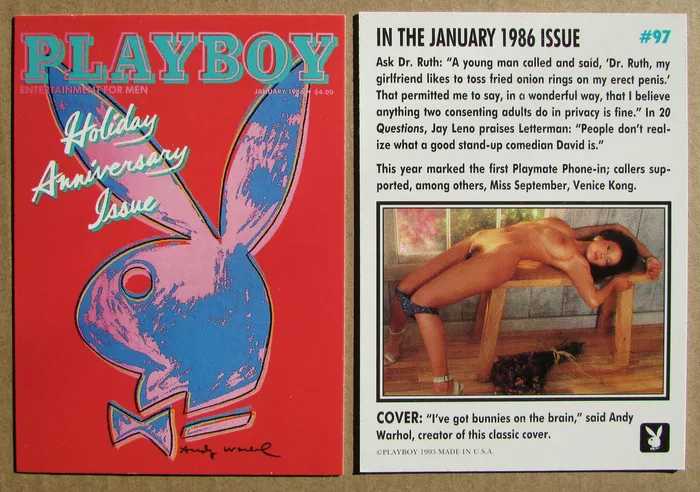 PLAYBOY
ENTERTAINMENT FOR MEN
JANUARY 1986 • $4.00
Holiday
Anniversary
Issue
Andy Warhol
IN THE JANUARY 1986 ISSUE
#97
Ask Dr. Ruth: “A young man called and said, ‘Dr. Ruth, my
girlfriend likes to toss fried onion rings on my erect penis.’
That permitted me to say, in a wonderful way, that I believe
anything two consenting adults do in privacy is fine.” In 20
Questions, Jay Leno praises Letterman: “People don’t real-
ize what a good stand-up comedian David is.”
This year marked the first Playmate Phone-in; callers sup-
ported, among others, Miss September, Venice Kong.
COVER: “I’ve got bunnies on the brain,” said Andy
Warhol, creator of this classic cover.
©PLAYBOY 1993 MADE IN U.S.A.